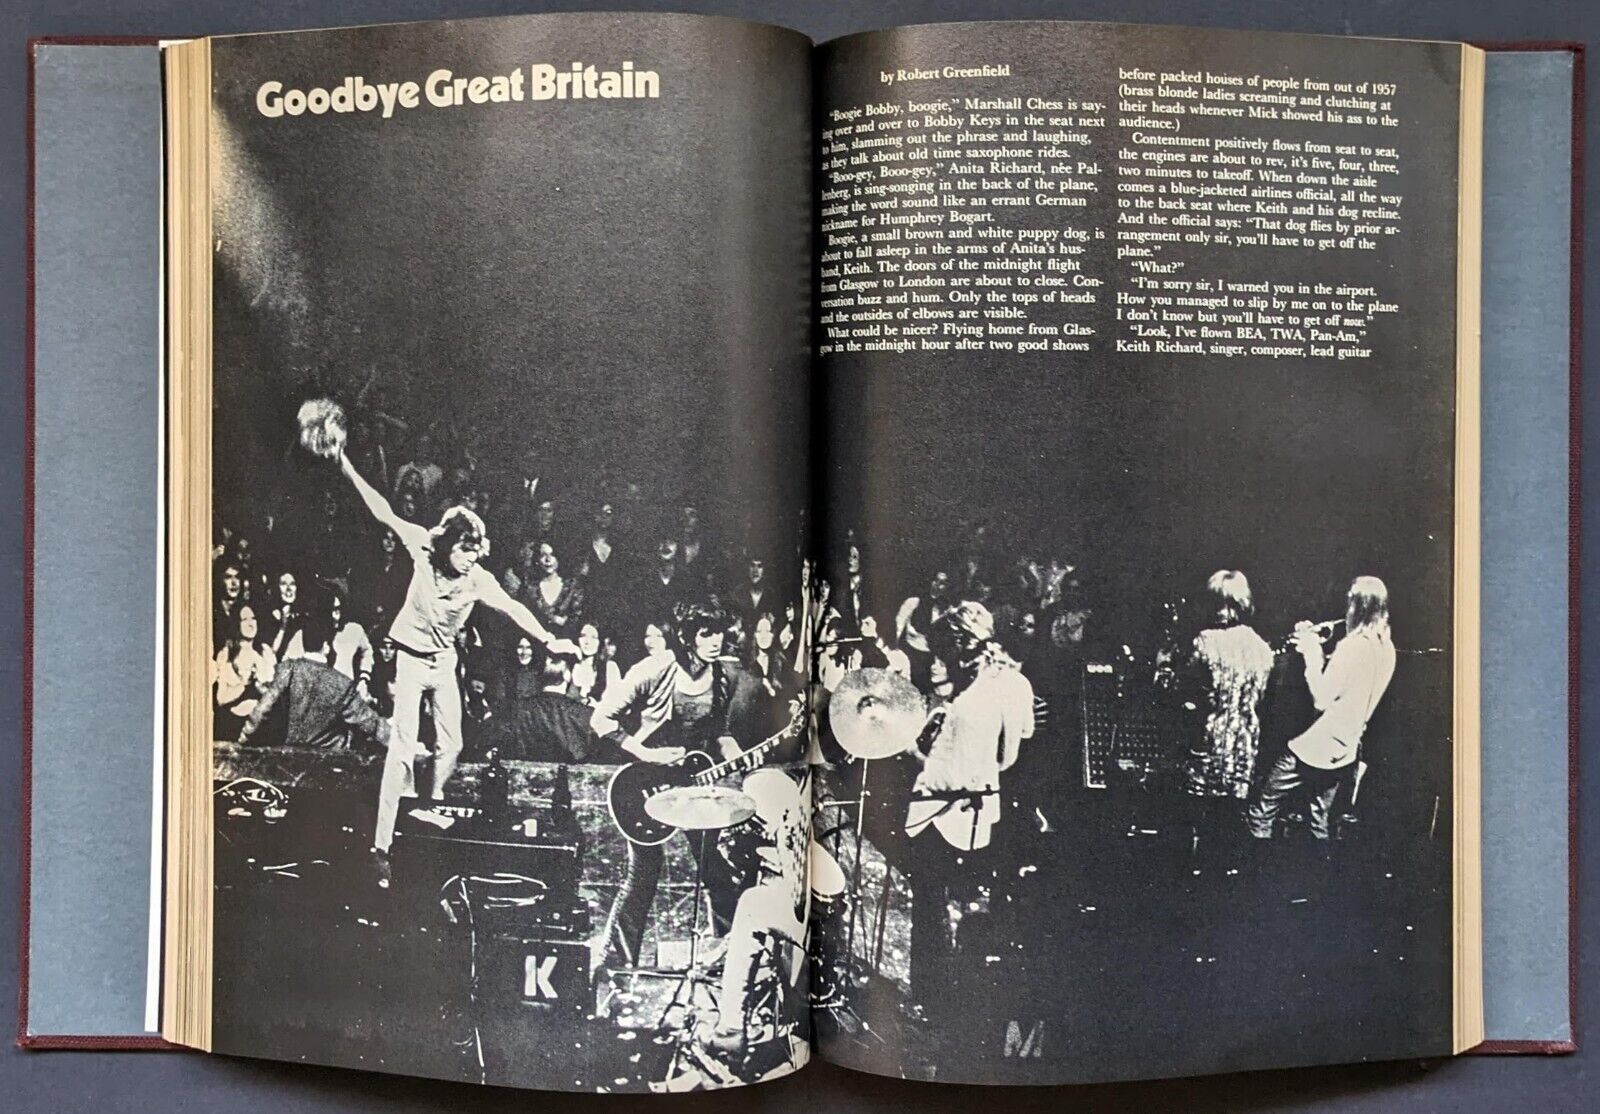 Goodbye Great Britain
by Robert Greenfield
"Boogie Bobby, boogie," Marshall Chess is say-
ing over and over to Bobby Keys in the seat next
to him, slamming out the phrase and laughing,
as they talk about old time saxophone rides.
"Booo-gey, Booo-gey," Anita Richard, née Pal-
lenberg, is sing-songing in the back of the plane,
making the word sound like an errant German
nickname for Humphrey Bogart.
Boogie, a small brown and white puppy dog, is
about to fall asleep in the arms of Anita's hus-
band, Keith. The doors of the midnight flight
from Glasgow to London are about to close. Con-
versation buzz and hum. Only the tops of heads
and the outsides of elbows are visible.
What could be nicer? Flying home from Glas-
gow in the midnight hour after two good shows
before packed houses of people from out of 1957
(brass blonde ladies screaming and clutching at
their heads whenever Mick showed his ass to the
audience.)
Contentment positively flows from seat to seat,
the engines are about to rev, it's five, four, three,
two minutes to takeoff. When down the aisle
comes a blue-jacketed airlines official, all the way
to the back seat where Keith and his dog recline.
And the official says: "That dog flies by prior ar-
rangement only sir, you'll have to get off the
plane."
"What?"
"I'm sorry sir, I warned you in the airport.
How you managed to slip by me on to the plane
I don't know but you'll have to get off now."
"Look, I've flown BEA, TWA, Pan-Am,"
Keith Richard, singer, composer, lead guitar
K
M